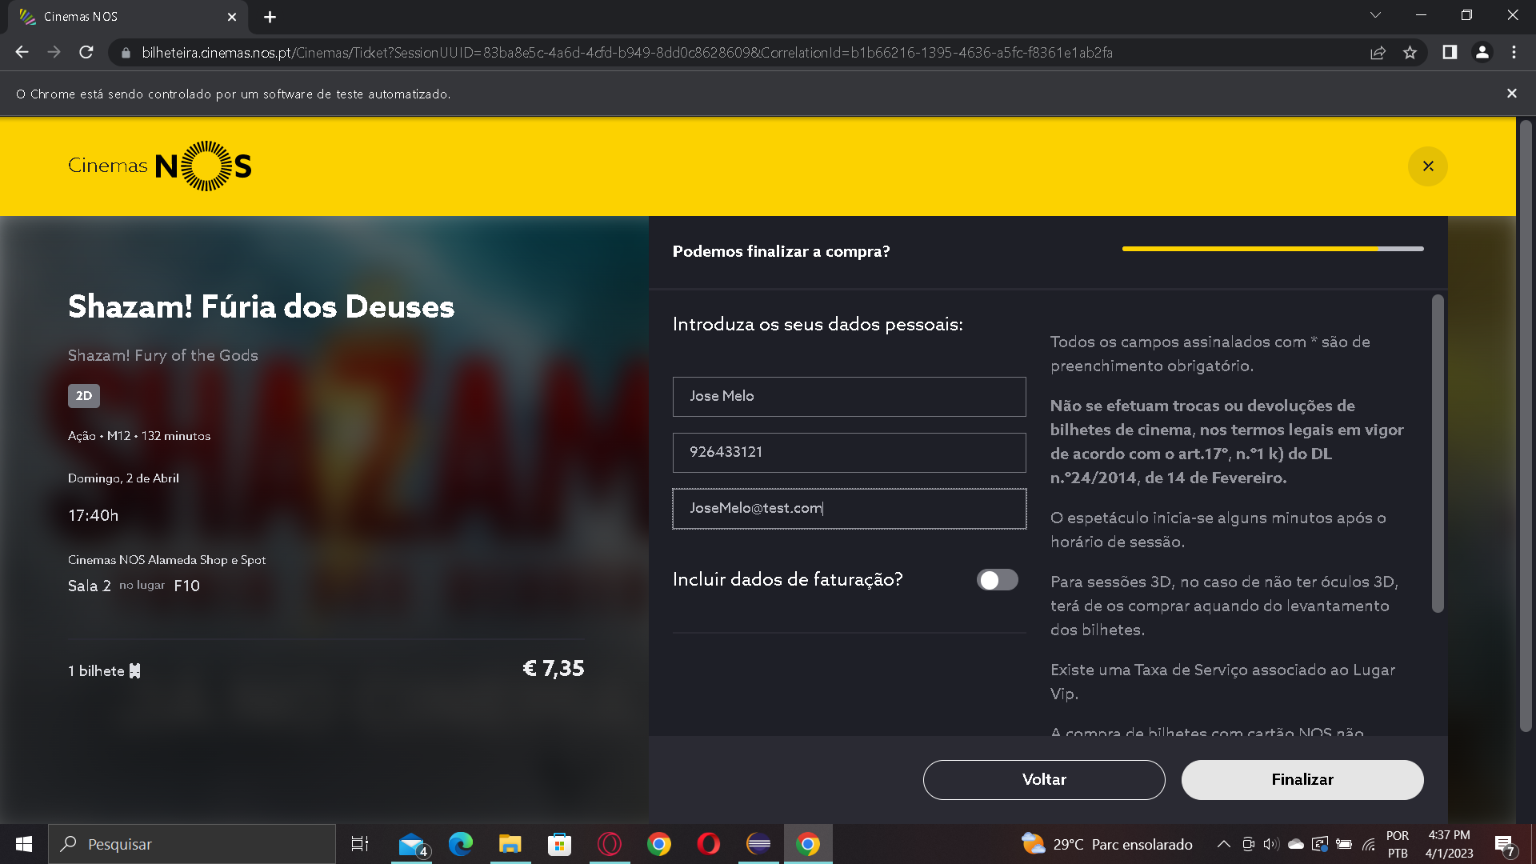 Cinemas NOS
bilheteira.cinemas.nos.pt/Cinemas/Ticket?SessionUUID=83ba8e5c-4a6d-4cfd-b949-8dd0c8628609&CorrelationId=b1b66216-1395-4636-a5fc-f8361e1ab2fa
O Chrome está sendo controlado por um software de teste automatizado.
Cinemas NOS
Podemos finalizar a compra?
Shazam! Fúria dos Deuses
Shazam! Fury of the Gods
2D
Ação • M12 • 132 minutos
Domingo, 2 de Abril
17:40h
Cinemas NOS Alameda Shop e Spot
Sala 2 no lugar F10
1 bilhete
€ 7,35
Introduza os seus dados pessoais:
Jose Melo
926433121
JoseMelo@test.com
Incluir dados de faturação?
Todos os campos assinalados com * são de
preenchimento obrigatório.
Não se efetuam trocas ou devoluções de
bilhetes de cinema, nos termos legais em vigor
de acordo com o art.17º, n.º1 k) do DL
n.º24/2014, de 14 de Fevereiro.
O espetáculo inicia-se alguns minutos após o
horário de sessão.
Para sessões 3D, no caso de não ter óculos 3D,
terá de os comprar aquando do levantamento
dos bilhetes.
Existe uma Taxa de Serviço associado ao Lugar
Vip.
A compra de bilhetes com cartão NOS não
Voltar
Finalizar
SHAZAM
Pesquisar
4
29°C Parc ensolarado
POR
PTB
4:37 PM
4/1/2023
7